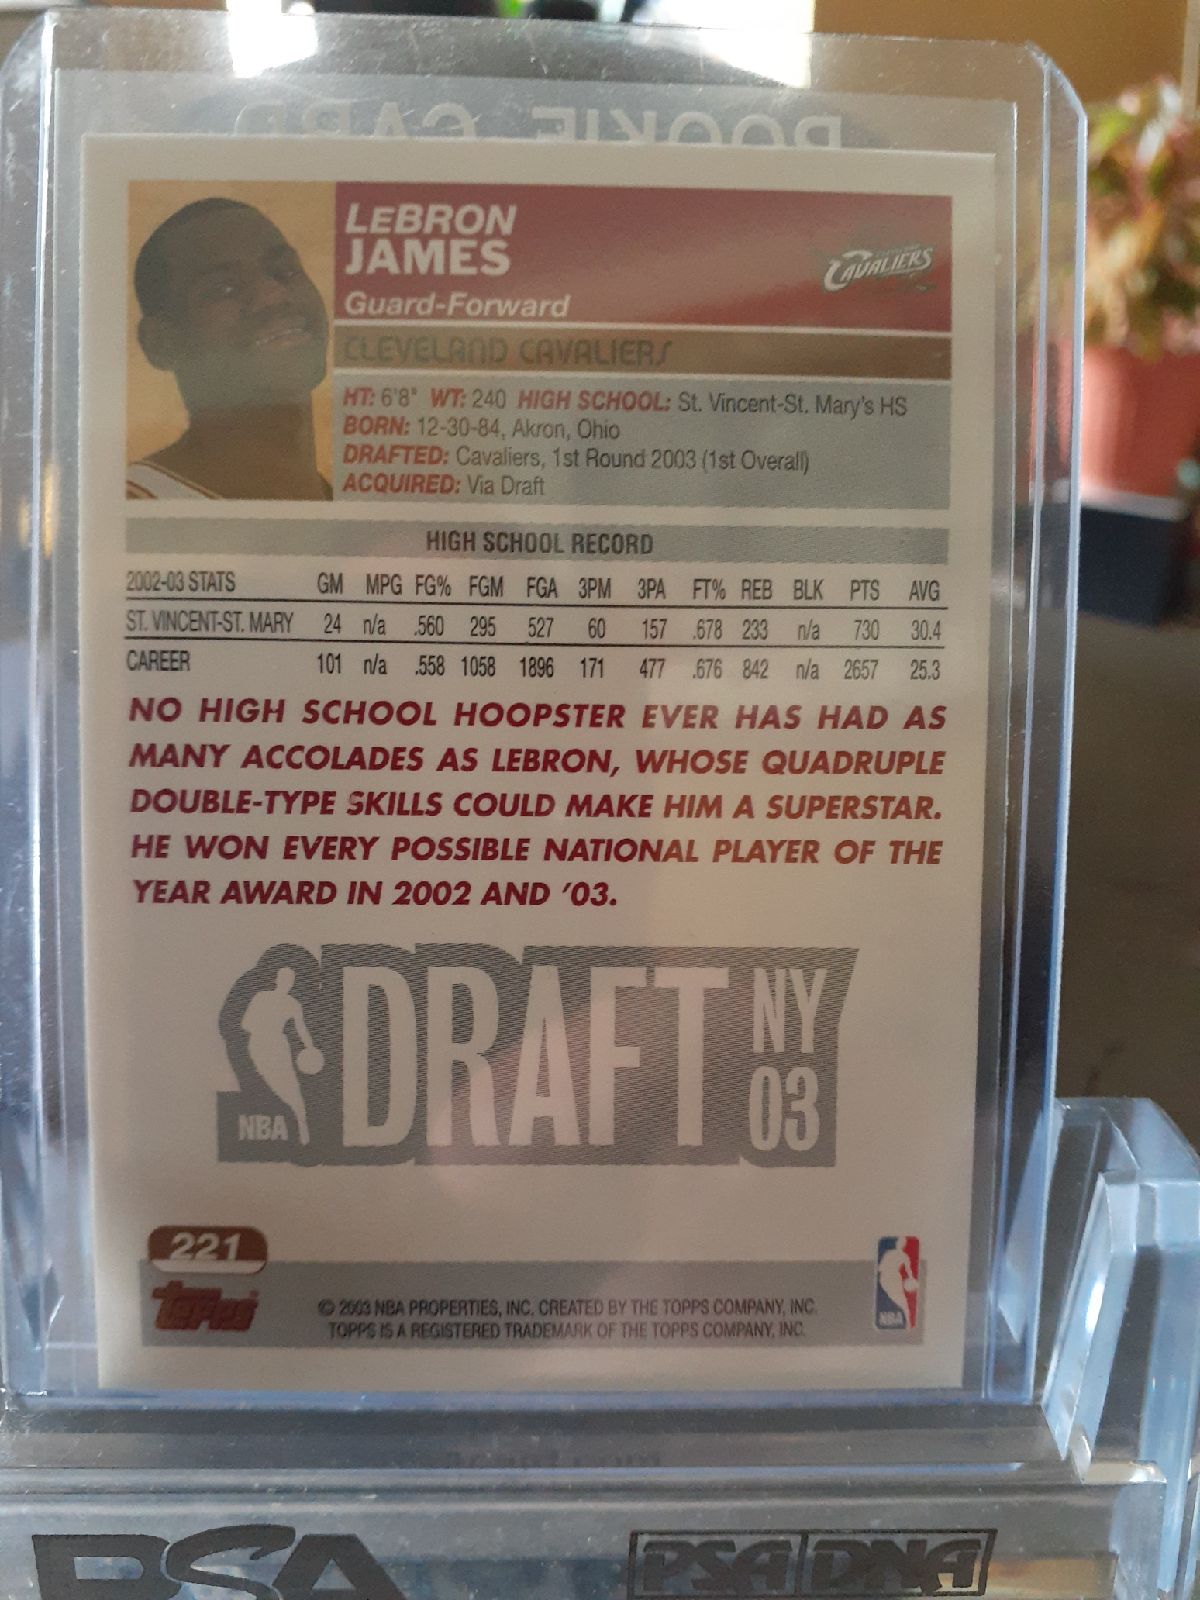 ROOKIE CARD
LEBRON
JAMES
Guard-Forward
CAVALIERS
CLEVELAND CAVALIERS
HT: 6'8" WT: 240 HIGH SCHOOL: St. Vincent-St. Mary's HS
BORN: 12-30-84, Akron, Ohio
DRAFTED: Cavaliers, 1st Round 2003 (1st Overall)
ACQUIRED: Via Draft
HIGH SCHOOL RECORD
2002-03 STATS GM MPG FG% FGM FGA 3PM 3PA FT% REB BLK PTS AVG
ST. VINCENT-ST. MARY 24 n/a .560 295 527 60 157 .678 233 n/a 730 30.4
CAREER 101 n/a .558 1058 1896 171 477 .676 842 n/a 2657 25.3
NO HIGH SCHOOL HOOPSTER EVER HAS HAD AS
MANY ACCOLADES AS LEBRON, WHOSE QUADRUPLE
DOUBLE-TYPE SKILLS COULD MAKE HIM A SUPERSTAR.
HE WON EVERY POSSIBLE NATIONAL PLAYER OF THE
YEAR AWARD IN 2002 AND '03.
NBA DRAFT NY 03
221
Topps
© 2003 NBA PROPERTIES, INC. CREATED BY THE TOPPS COMPANY, INC.
TOPPS IS A REGISTERED TRADEMARK OF THE TOPPS COMPANY, INC.
NBA
PSA PSA/DNA